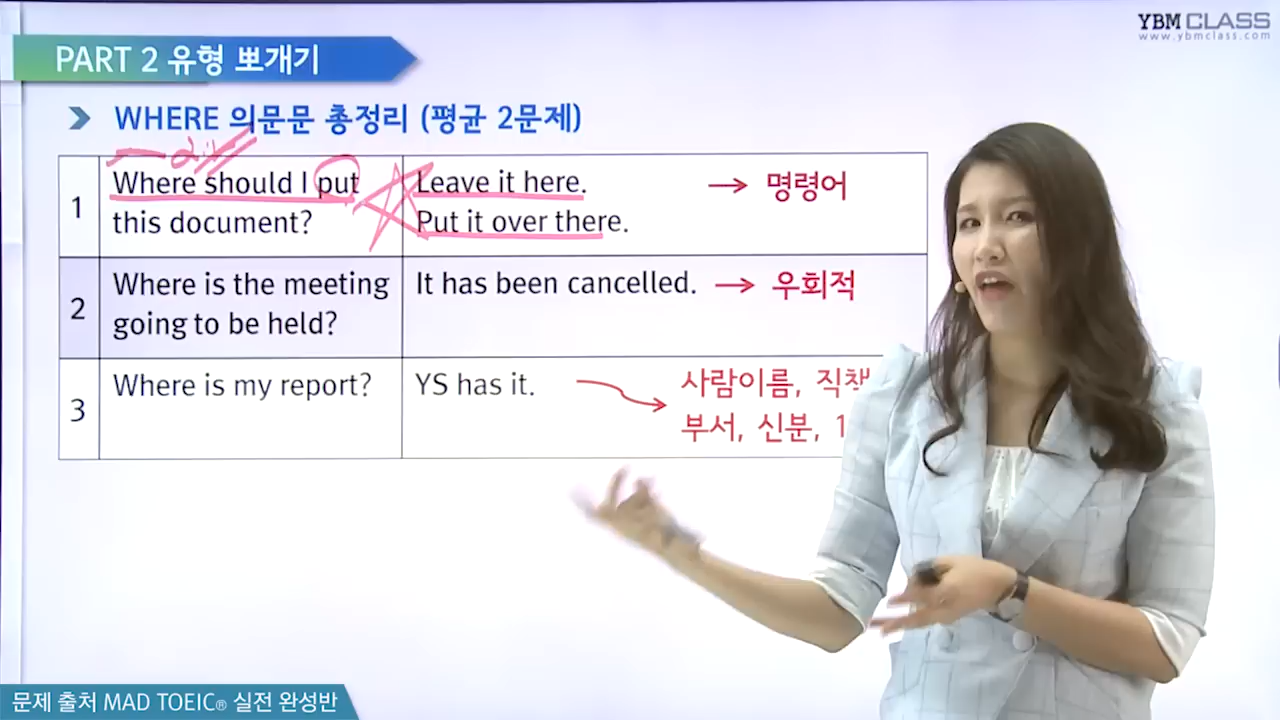 YBM CLASS
www.ybmclass.com
PART 2 유형 뽀개기
WHERE 의문문 총정리 (평균 2문제)
1
Where should I put
this document?
Leave it here.
Put it over there.
→ 명령어
2
Where is the meeting
going to be held?
It has been cancelled.
→ 우회적
3
Where is my report?
YS has it.
사람이름, 직책
부서, 신분,
문제 출처 MAD TOEIC® 실전 완성반